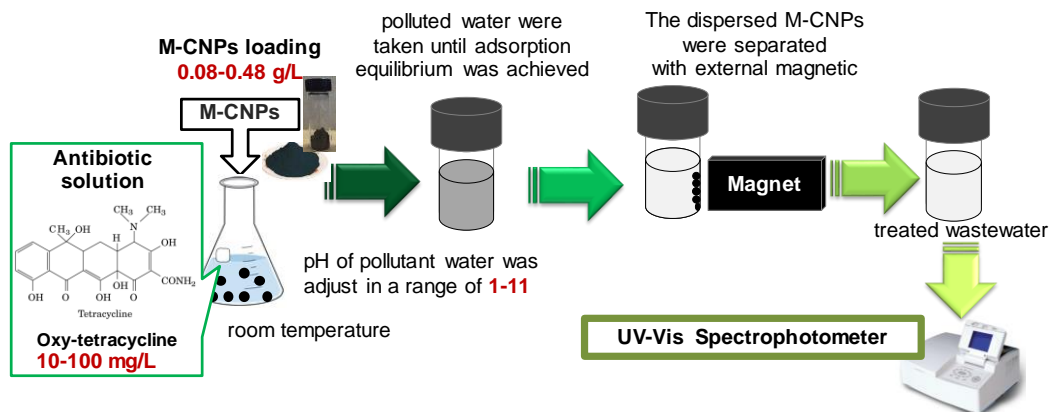 M-CNPs loading
0.08-0.48 g/L
M-CNPs
Antibiotic
solution
CH₃ CH₃
N
CH₃ OH
H
OH
CONH₂
OH
OH O OH O
Tetracycline
Oxy-tetracycline
10-100 mg/L
room temperature
polluted water were
taken until adsorption
equilibrium was achieved
pH of pollutant water was
adjust in a range of 1-11
The dispersed M-CNPs
were separated
with external magnetic
Magnet
treated wastewater
UV-Vis Spectrophotometer